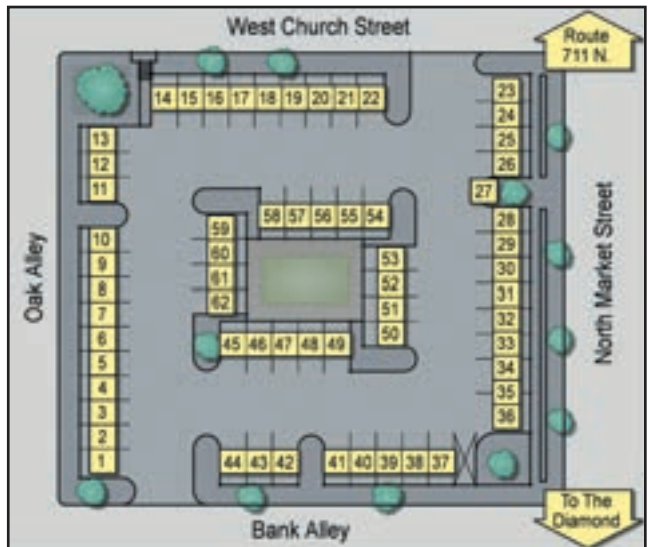 West Church Street
Route
711 N.
14 15 16 17 18 19 20 21 22
23
24
25
26
27
28
29
30
31
32
33
34
35
36
13
12
11
10
9
8
7
6
5
4
3
2
1
58 57 56 55 54
59
60
61
62
53
52
51
50
45 46 47 48 49
44 43 42
41 40 39 38 37
Oak Alley
North Market Street
Bank Alley
To The
Diamond